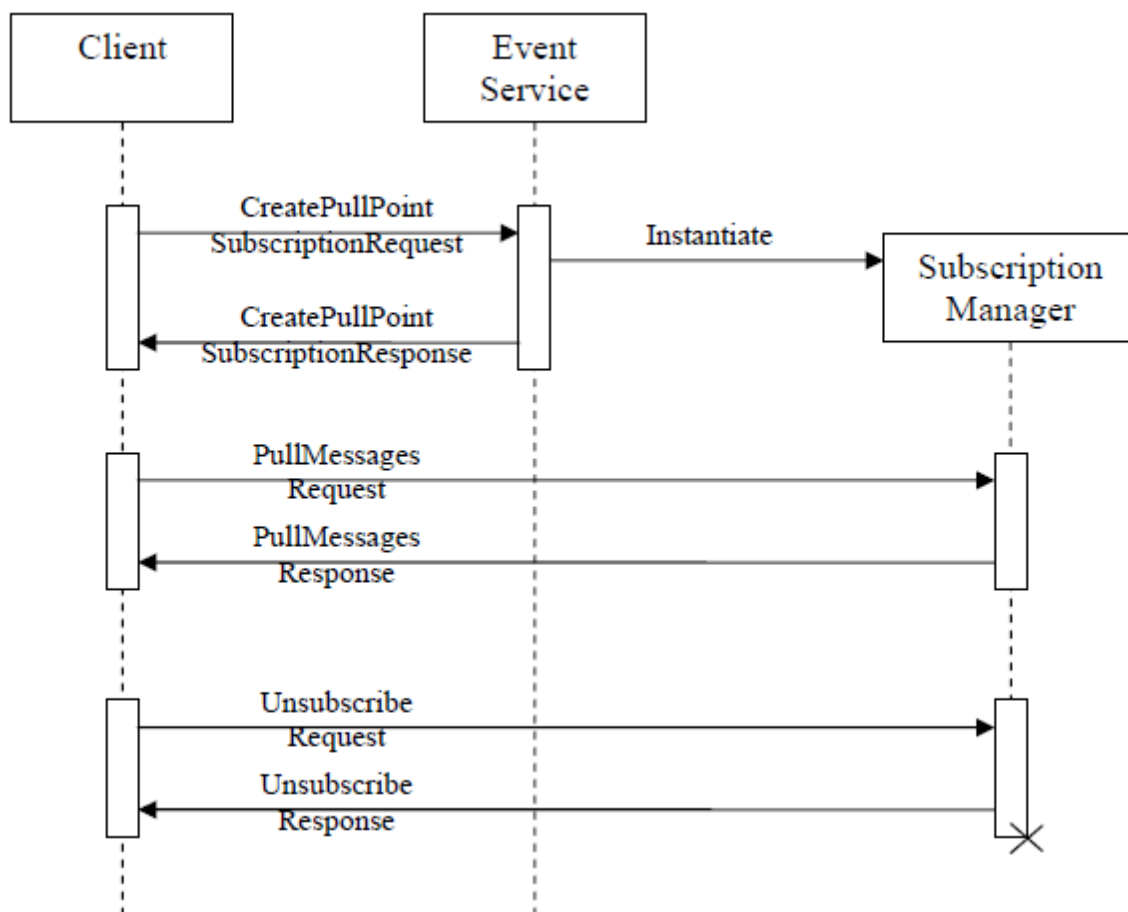 Client
Event
Service
CreatePullPoint
SubscriptionRequest
Instantiate
Subscription
Manager
CreatePullPoint
SubscriptionResponse
PullMessages
Request
PullMessages
Response
Unsubscribe
Request
Unsubscribe
Response